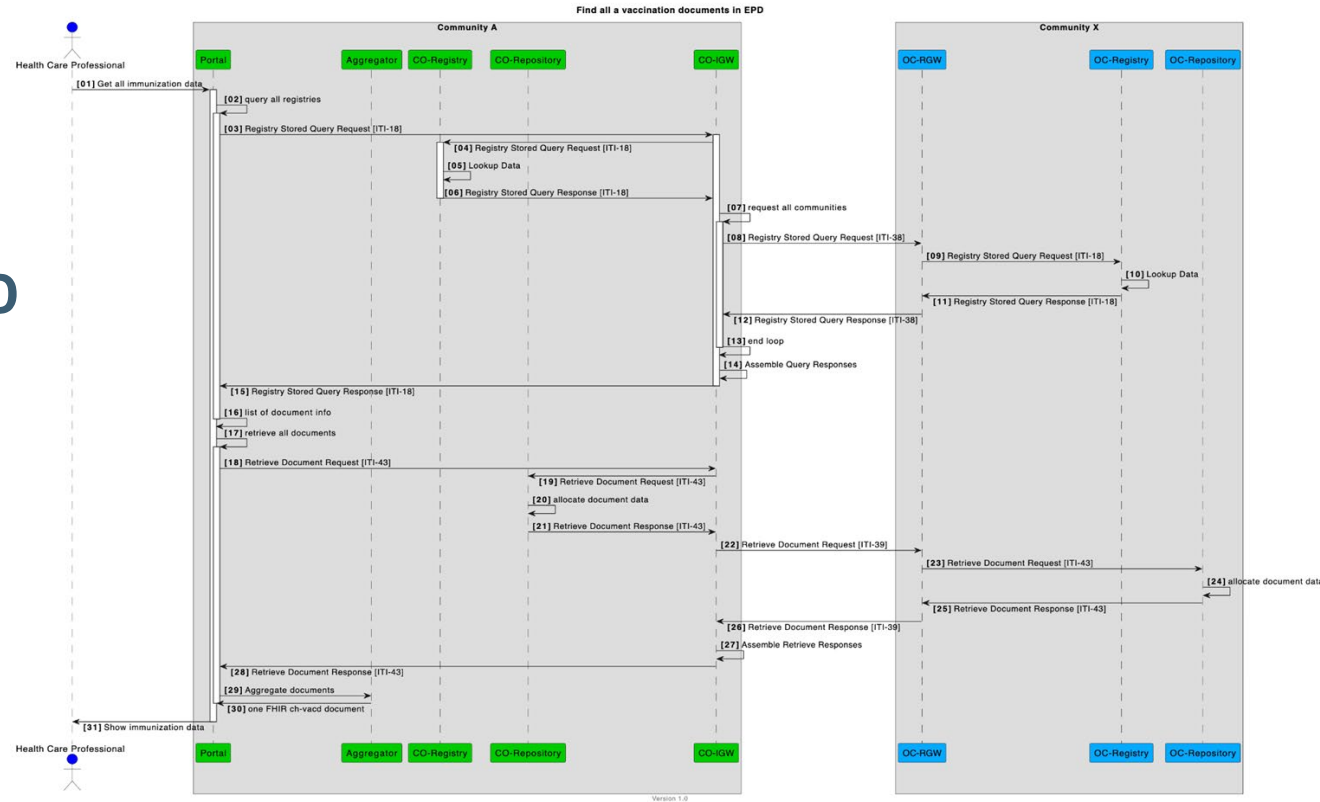 Find all a vaccination documents in EPD
Community A
Community X
Health Care Professional
Portal
Aggregator
CO-Registry
CO-Repository
CO-IGW
OC-RGW
OC-Registry
OC-Repository
[01] Get all immunization data
[02] query all registries
[03] Registry Stored Query Request [ITI-18]
[04] Registry Stored Query Request [ITI-18]
[05] Lookup Data
[06] Registry Stored Query Response [ITI-18]
[07] request all communities
[08] Registry Stored Query Request [ITI-38]
[09] Registry Stored Query Request [ITI-18]
[10] Lookup Data
[11] Registry Stored Query Response [ITI-18]
[12] Registry Stored Query Response [ITI-38]
[13] end loop
[14] Assemble Query Responses
[15] Registry Stored Query Response [ITI-18]
[16] list of document info
[17] retrieve all documents
[18] Retrieve Document Request [ITI-43]
[19] Retrieve Document Request [ITI-43]
[20] allocate document data
[21] Retrieve Document Response [ITI-43]
[22] Retrieve Document Request [ITI-39]
[23] Retrieve Document Request [ITI-43]
[24] allocate document data
[25] Retrieve Document Response [ITI-43]
[26] Retrieve Document Response [ITI-39]
[27] Assemble Retrieve Responses
[28] Retrieve Document Response [ITI-43]
[29] Aggregate documents
[30] one FHIR ch-vacd document
[31] Show immunization data
Health Care Professional
Portal
Aggregator
CO-Registry
CO-Repository
CO-IGW
OC-RGW
OC-Registry
OC-Repository
Version 1.0